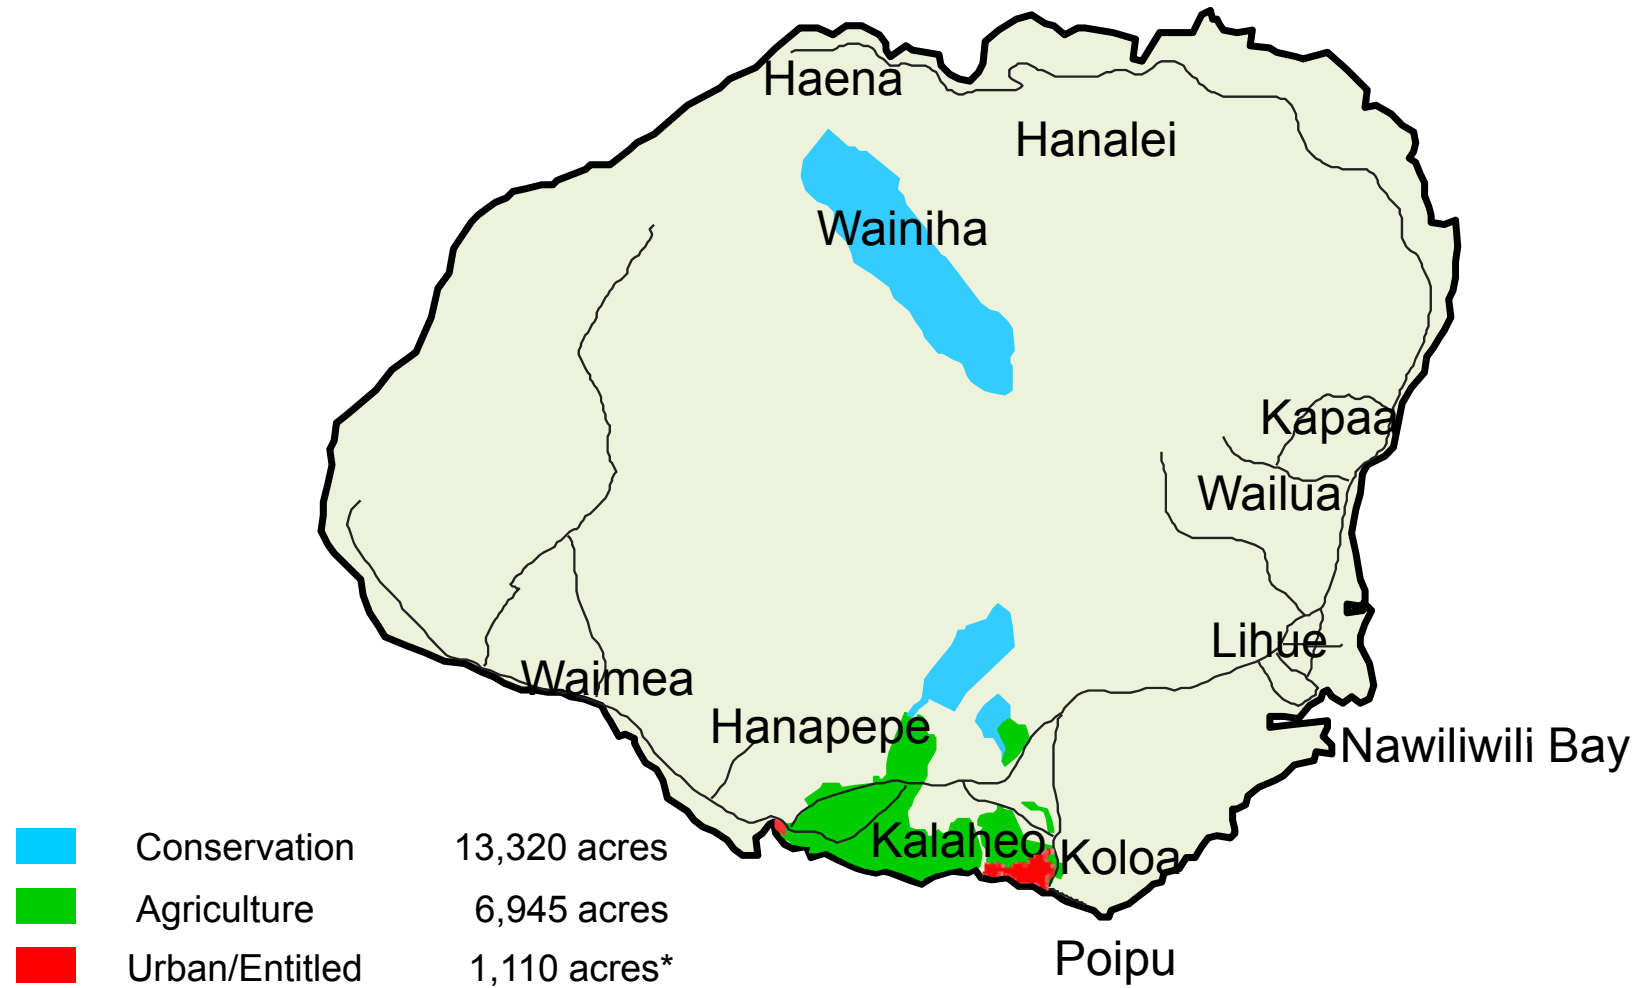 Haena
Hanalei
Wainiha
Kapaa
Wailua
Lihue
Waimea
Hanapepe
Nawiliwili Bay
Kalaheo
Koloa
Poipu
Conservation 13,320 acres
Agriculture 6,945 acres
Urban/Entitled 1,110 acres*